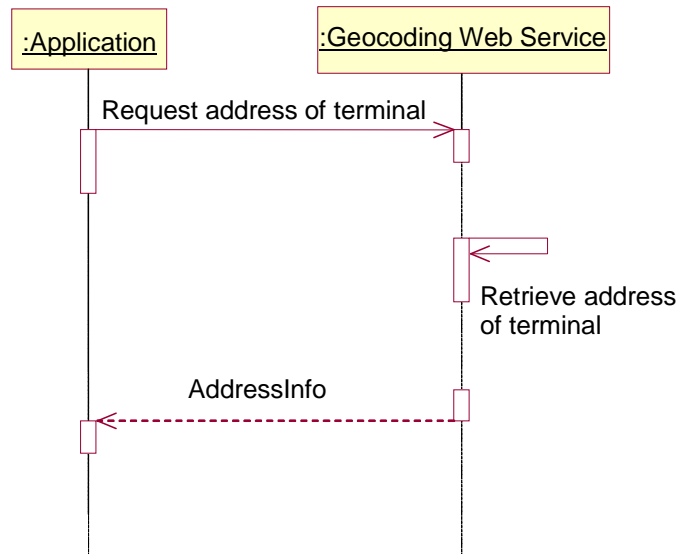 :Application
:Geocoding Web Service
Request address of terminal
Retrieve address
of terminal
AddressInfo